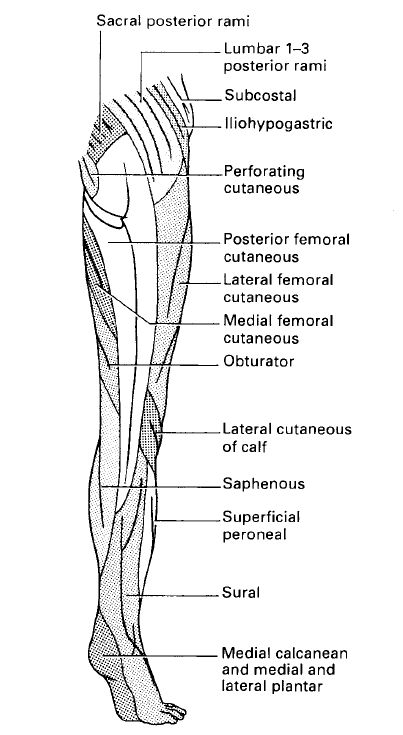 Sacral posterior rami
Lumbar 1–3
posterior rami
Subcostal
Iliohypogastric
Perforating
cutaneous
Posterior femoral
cutaneous
Lateral femoral
cutaneous
Medial femoral
cutaneous
Obturator
Lateral cutaneous
of calf
Saphenous
Superficial
peroneal
Sural
Medial calcanean
and medial and
lateral plantar